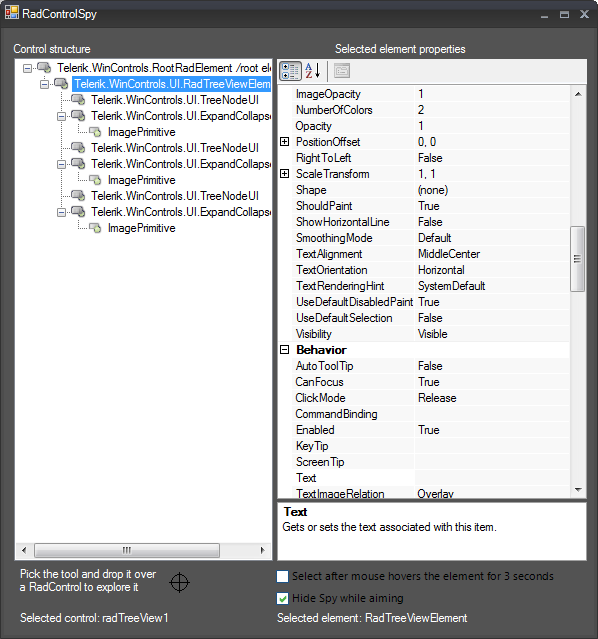 RadControlSpy
Control structure
Telerik.WinControls.RootRadElement /root el
Telerik.WinControls.UI.RadTreeViewElemen
Telerik.WinControls.UI.TreeNodeUI
Telerik.WinControls.UI.ExpandCollaps
ImagePrimitive
Telerik.WinControls.UI.TreeNodeUI
Telerik.WinControls.UI.ExpandCollaps
ImagePrimitive
Telerik.WinControls.UI.TreeNodeUI
Telerik.WinControls.UI.ExpandCollaps
ImagePrimitive
Pick the tool and drop it over
a RadControl to explore it
Selected control: radTreeView1
Selected element properties
ImageOpacity 1
NumberOfColors 2
Opacity 1
PositionOffset 0, 0
RightToLeft False
ScaleTransform 1, 1
Shape (none)
ShouldPaint True
ShowHorizontalLine False
SmoothingMode Default
TextAlignment MiddleCenter
TextOrientation Horizontal
TextRenderingHint SystemDefault
UseDefaultDisabledPaint True
UseDefaultSelection False
Visibility Visible
Behavior
AutoToolTip False
CanFocus True
ClickMode Release
CommandBinding
Enabled True
KeyTip
ScreenTip
Text
TextImageRelation Overlay
Text
Gets or sets the text associated with this item.
Select after mouse hovers the element for 3 seconds
Hide Spy while aiming
Selected element: RadTreeViewElement